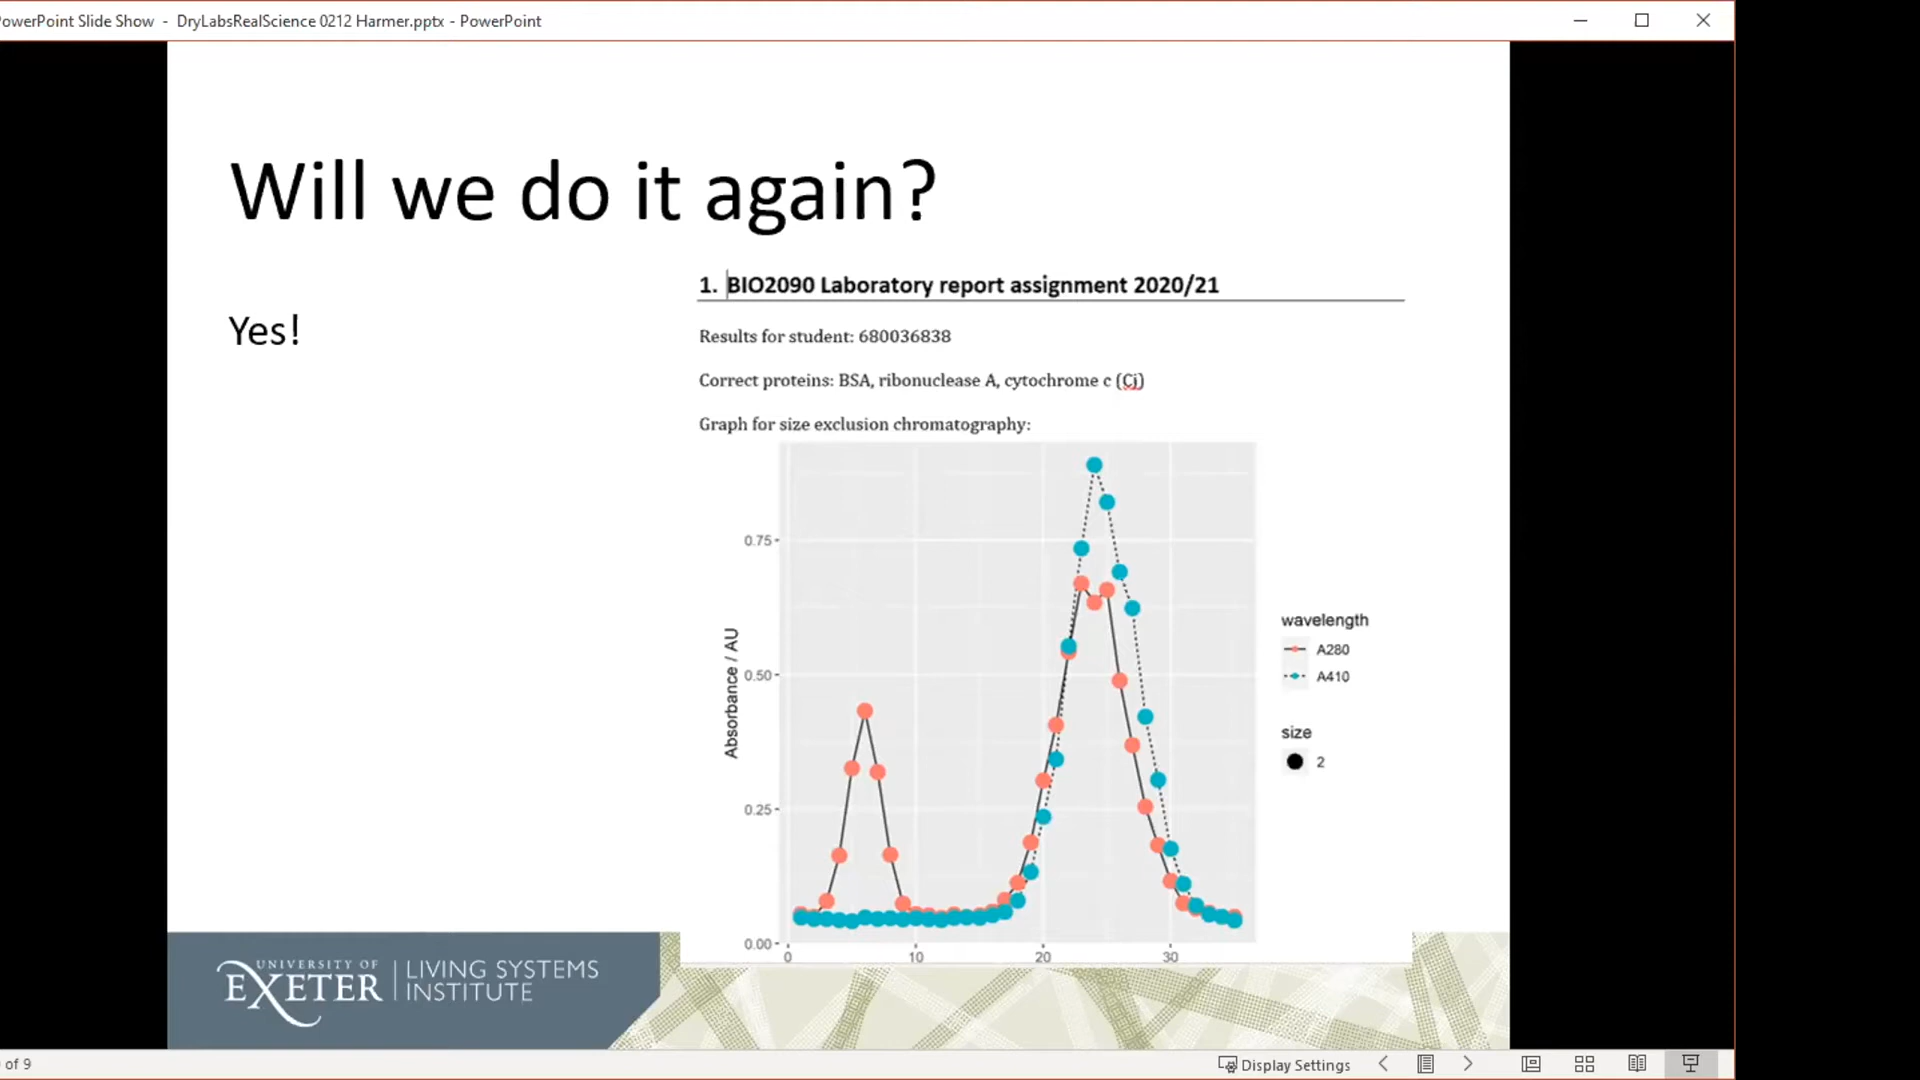 PowerPoint Slide Show - DryLabsRealScience 0212 Harmer.pptx - PowerPoint
Will we do it again?
Yes!
1. BIO2090 Laboratory report assignment 2020/21
Results for student: 680036838
Correct proteins: BSA, ribonuclease A, cytochrome c (Cj)
Graph for size exclusion chromatography:
0.75
0.50
0.25
0.00
Absorbance / AU
0 10 20 30
wavelength
A280
A410
size
2
UNIVERSITY OF
EXETER
LIVING SYSTEMS
INSTITUTE
of 9
Display Settings